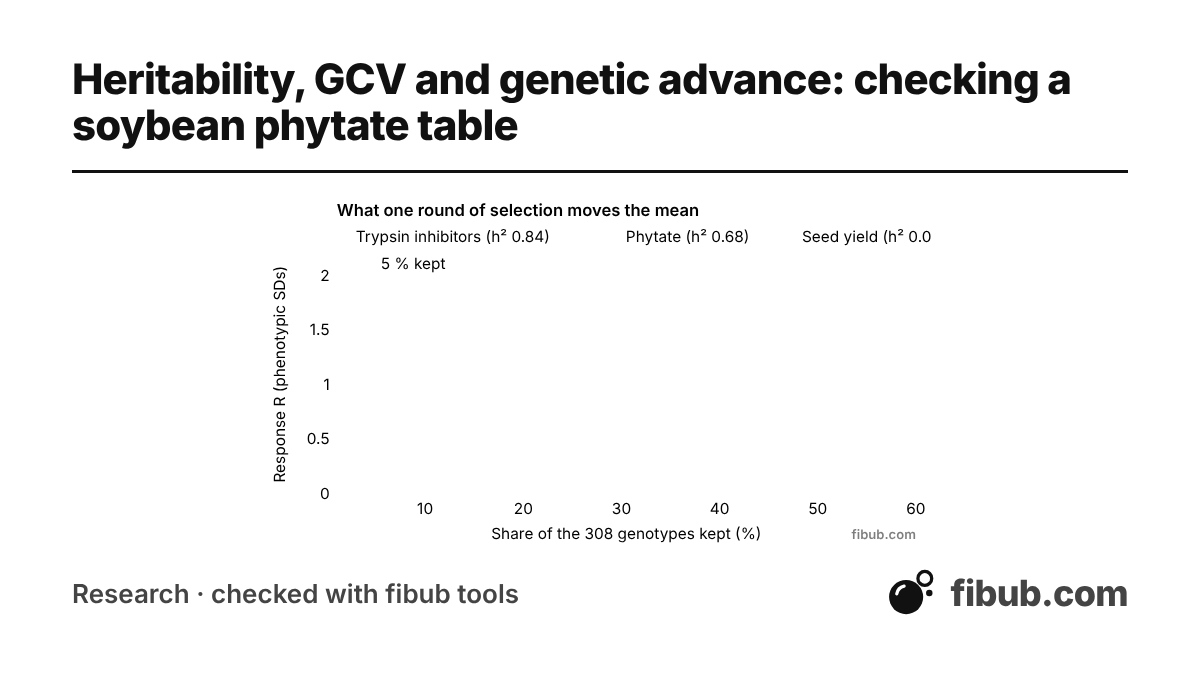 Heritability, GCV and genetic advance: checking a
soybean phytate table
What one round of selection moves the mean
Trypsin inhibitors (h² 0.84) Phytate (h² 0.68) Seed yield (h² 0.0
5 % kept
Response R (phenotypic SDs)
2
1.5
1
0.5
0
10 20 30 40 50 60
Share of the 308 genotypes kept (%)
fibub.com
Research · checked with fibub tools
fibub.com